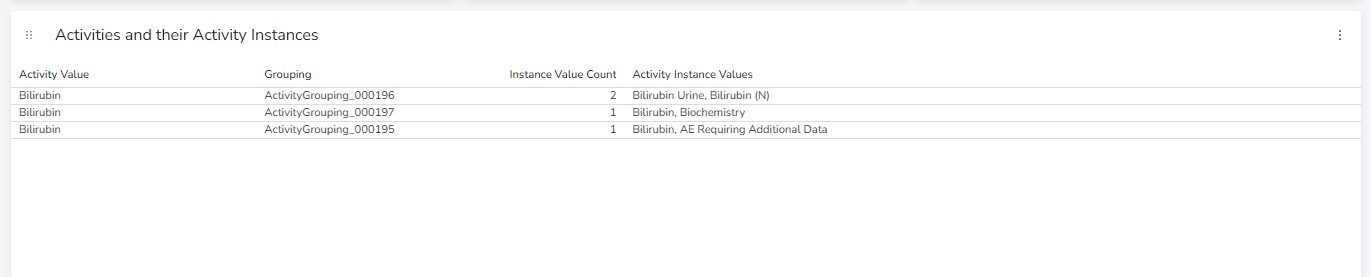 Activities and their Activity Instances
Activity Value Grouping Instance Value Count Activity Instance Values
Bilirubin ActivityGrouping_000196 2 Bilirubin Urine, Bilirubin (N)
Bilirubin ActivityGrouping_000197 1 Bilirubin, Biochemistry
Bilirubin ActivityGrouping_000195 1 Bilirubin, AE Requiring Additional Data